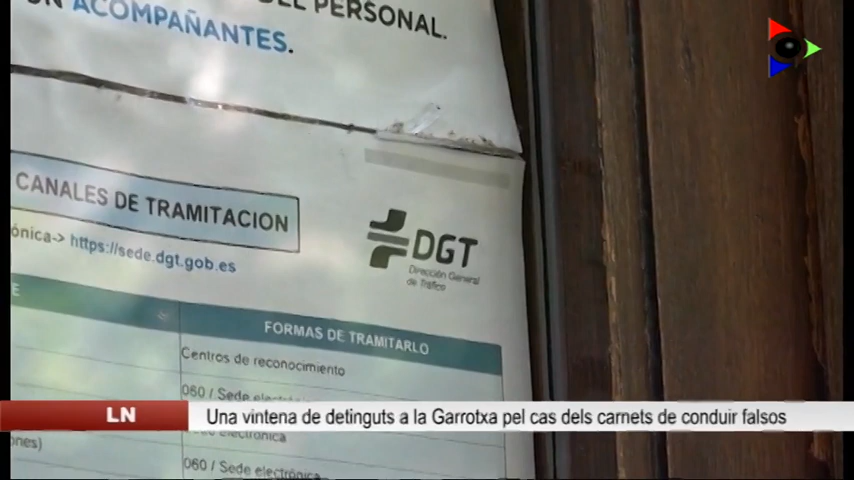 DEL PERSONAL.
ACOMPAÑANTES.
CANALES DE TRAMITACION
ónica-> https://sede.dgt.gob.es
DGT
Dirección General
de Tráfico
E
FORMAS DE TRAMITARLO
Centros de reconocimiento
060 / Sede
LN
Una vintena de detinguts a la Garrotxa pel cas dels carnets de conduir falsos
electrónica
ones)
060 / Sede electrónica